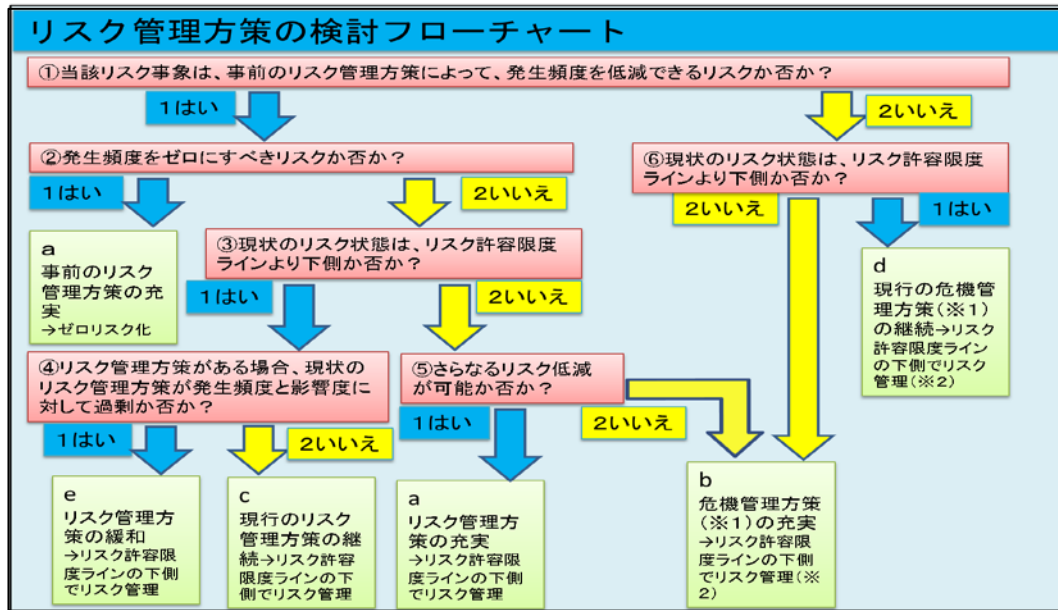 リスク管理方策の検討フローチャート
①当該リスク事象は、事前のリスク管理方策によって、発生頻度を低減できるリスクか否か？
1はい
2いいえ
②発生頻度をゼロにすべきリスクか否か？
⑥現状のリスク状態は、リスク許容限度
ラインより下側か否か？
1はい
2いいえ
2いいえ
1はい
a
事前のリスク
管理方策の充
実
→ゼロリスク化
③現状のリスク状態は、リスク許容限度
ラインより下側か否か？
1はい
2いいえ
d
現行の危機管
理方策(※1)
の継続→リスク
許容限度ライン
の下側でリスク
管理(※2)
④リスク管理方策がある場合、現状の
リスク管理方策が発生頻度と影響度に
対して過剰か否か？
⑤さらなるリスク低減
が可能か否か？
1はい
2いいえ
1はい
2いいえ
e
リスク管理方
策の緩和
→リスク許容限
度ラインの下側
でリスク管理
c
現行のリスク
管理方策の継
続→リスク許容
限度ラインの下
側でリスク管理
a
リスク管理方
策の充実
→リスク許容限
度ラインの下側
でリスク管理
b
危機管理方策
(※1)の充実
→リスク許容限
度ラインの下側
でリスク管理(※
2)